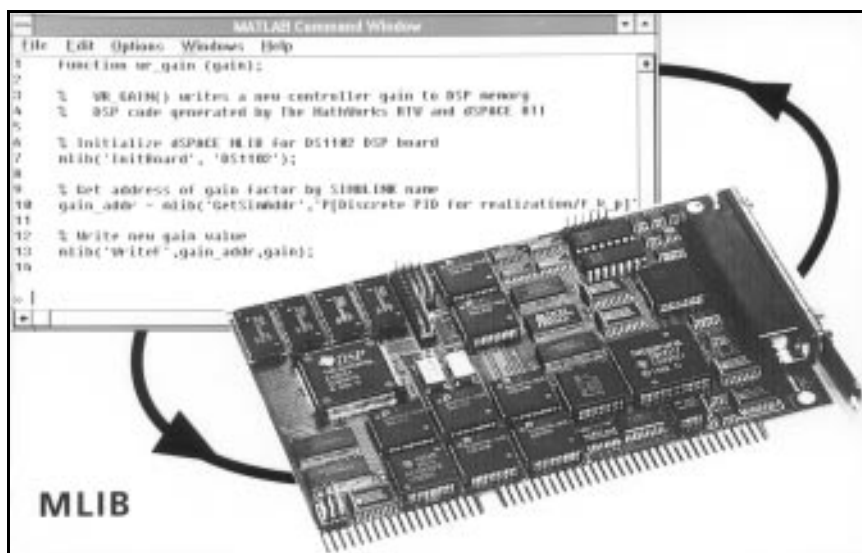 MATLAB Command Window
File Edit Options Windows Help
1 Function wr_gain (gain);
2
3 % WR_GAIN() writes a new controller gain to DSP memory
4 % DSP code generated by The MathWorks RTW and dSPACE RTI
5
6 % Initialize dSPACE MLIB for DS1102 DSP board
7 mlib('InitBoard', 'DS1102');
8
9 % Get address of gain factor by SIMULINK name
10 gain_addr = mlib('GetSimAddr','P[Discrete PID for realization/
11
12 % Write new gain value
13 mlib('WriteF',gain_addr,gain);
14
»
DSP
MLIB